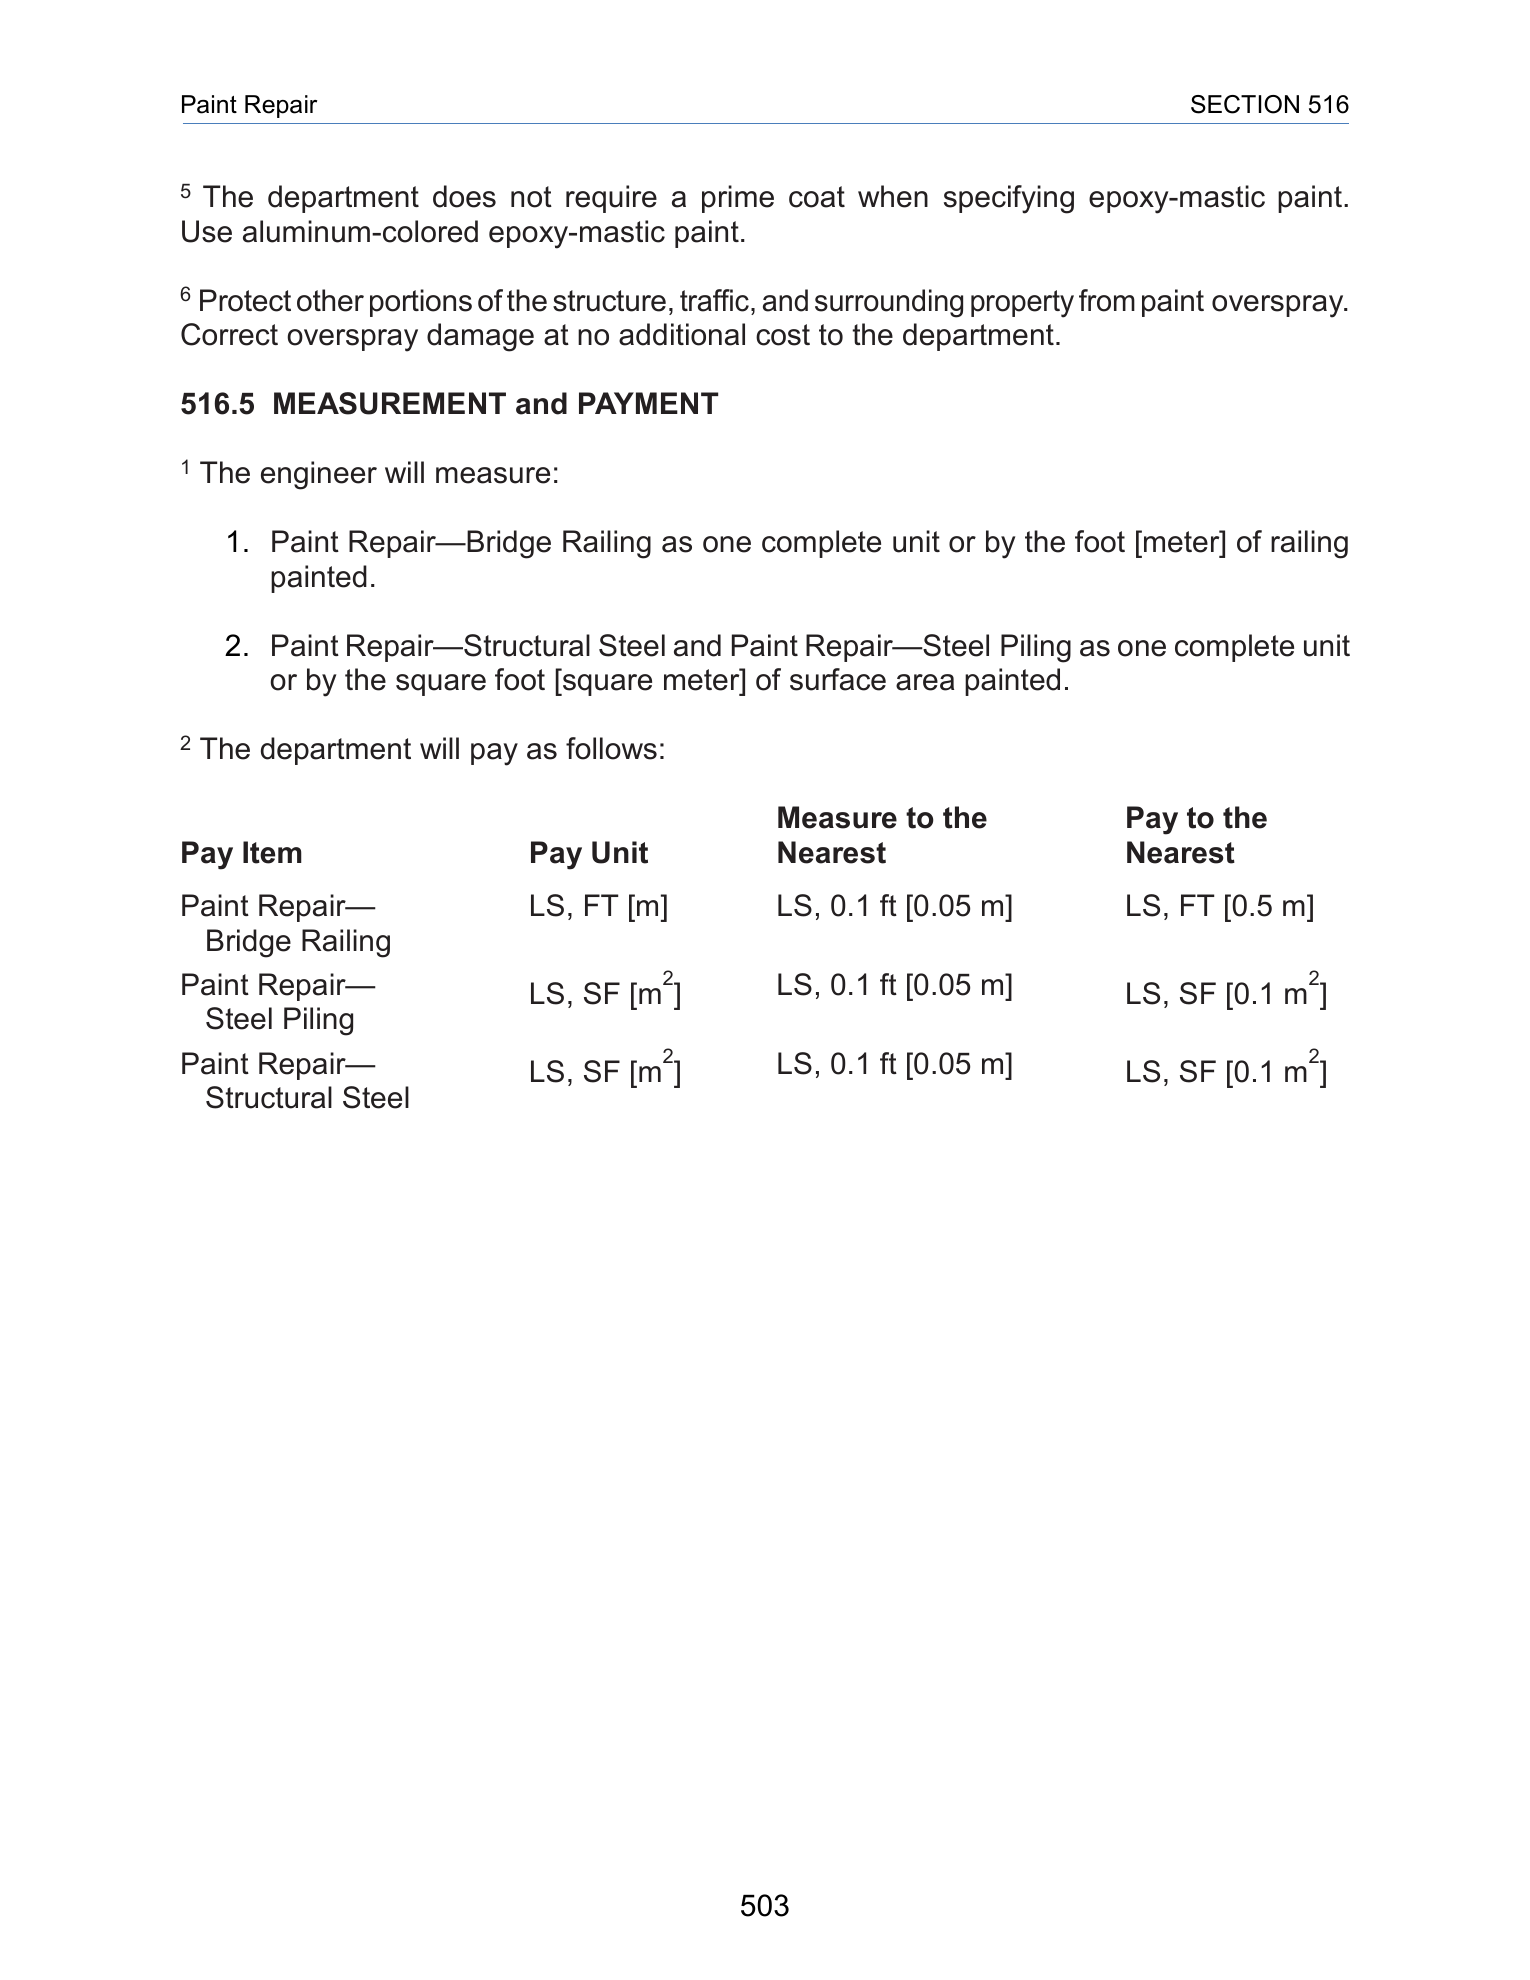 Paint Repair SECTION 516
5 The department does not require a prime coat when specifying epoxy-mastic paint.
Use aluminum-colored epoxy-mastic paint.
6 Protect other portions of the structure, traffic, and surrounding property from paint overspray.
Correct overspray damage at no additional cost to the department.
516.5 MEASUREMENT and PAYMENT
1 The engineer will measure:
1. Paint Repair—Bridge Railing as one complete unit or by the foot [meter] of railing
painted.
2. Paint Repair—Structural Steel and Paint Repair—Steel Piling as one complete unit
or by the square foot [square meter] of surface area painted.
2 The department will pay as follows:
Measure to the Pay to the
Pay Item Pay Unit Nearest Nearest
Paint Repair— LS, FT [m] LS, 0.1 ft [0.05 m] LS, FT [0.5 m]
Bridge Railing
Paint Repair— LS, SF [m2] LS, 0.1 ft [0.05 m] LS, SF [0.1 m2]
Steel Piling
Paint Repair— LS, SF [m2] LS, 0.1 ft [0.05 m] LS, SF [0.1 m2]
Structural Steel
503